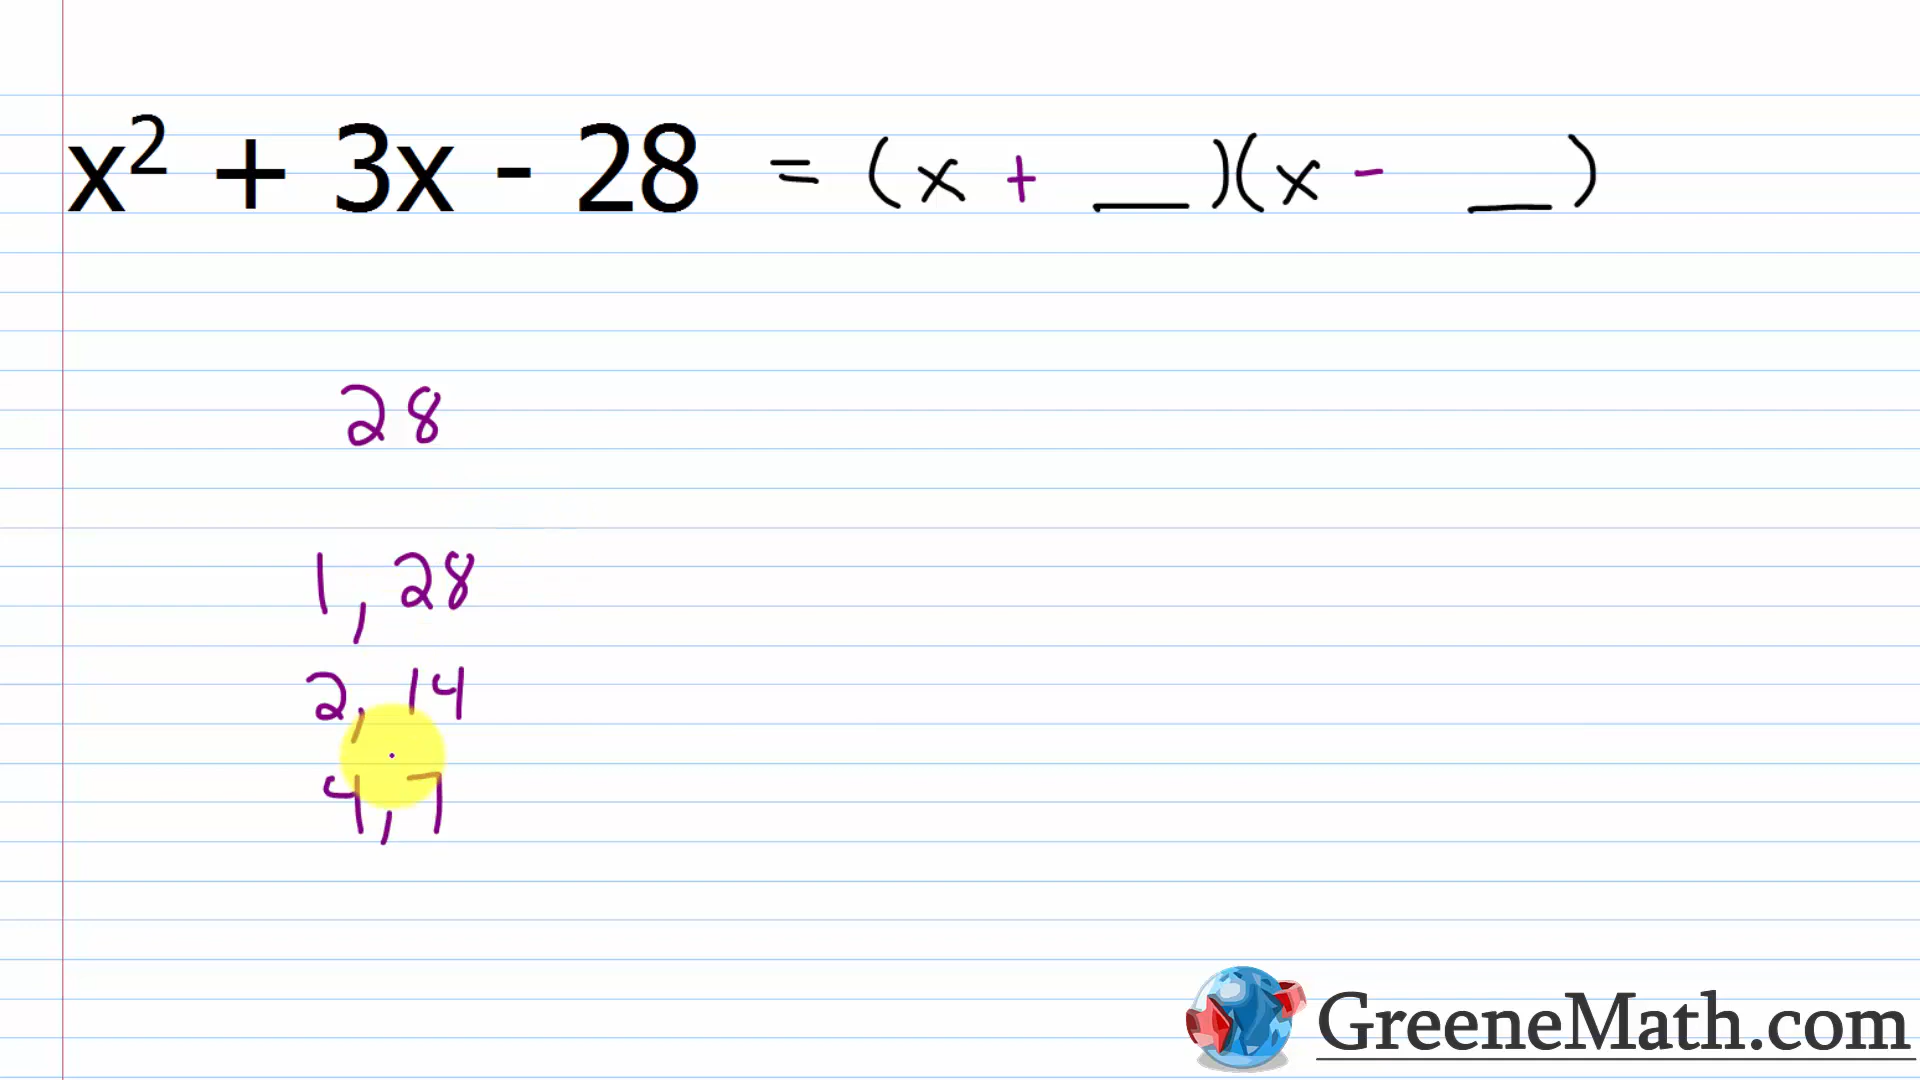 x² + 3x - 28 = (x + __)(x - __)
28
1, 28
2, 14
4, 7
GreeneMath.com